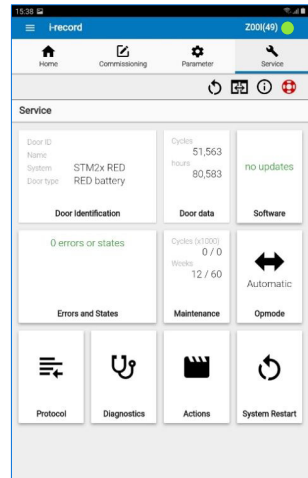 15:38
i-record
Z00I(49)
Home
Commissioning
Parameter
Service
Service
Door ID
Name
System STM2x RED
Door type RED battery
Door Identification
Cycles
51,563
hours
80,583
Door data
no updates
Software
0 errors or states
Errors and States
Cycles (x1000)
0 / 0
Weeks
12 / 60
Maintenance
Automatic
Opmode
Protocol
Diagnostics
Actions
System Restart